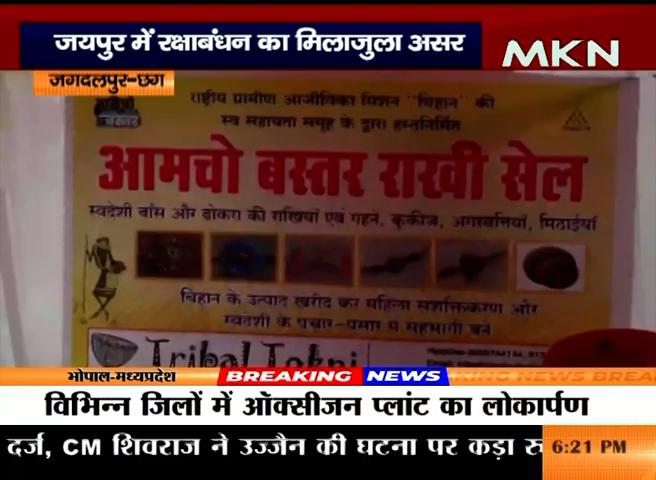 जयपुर में रक्षाबंधन का मिलाजुला असर
MKN
जगदलपुर-छग
राष्ट्रीय ग्रामीण आजीविका मिशन "बिहान" की
स्व सहायता समूह के द्वारा हस्तनिर्मित
आमचो बस्तर राखी सेल
स्वदेशी बाँस और ढोकरा की राखियाँ एवं गहने, कुकीज, अगरबत्तियाँ, मिठाईयाँ
बिहान के उत्पाद खरीद कर महिला सशक्तिकरण और
स्वदेशी के प्रचार-प्रसार में सहभागी बनें
Tribal Tokni
भोपाल-मध्यप्रदेश
BREAKING NEWS
विभिन्न जिलों में ऑक्सीजन प्लांट का लोकार्पण
दर्ज, CM शिवराज ने उज्जैन की घटना पर कड़ा
6:21 PM